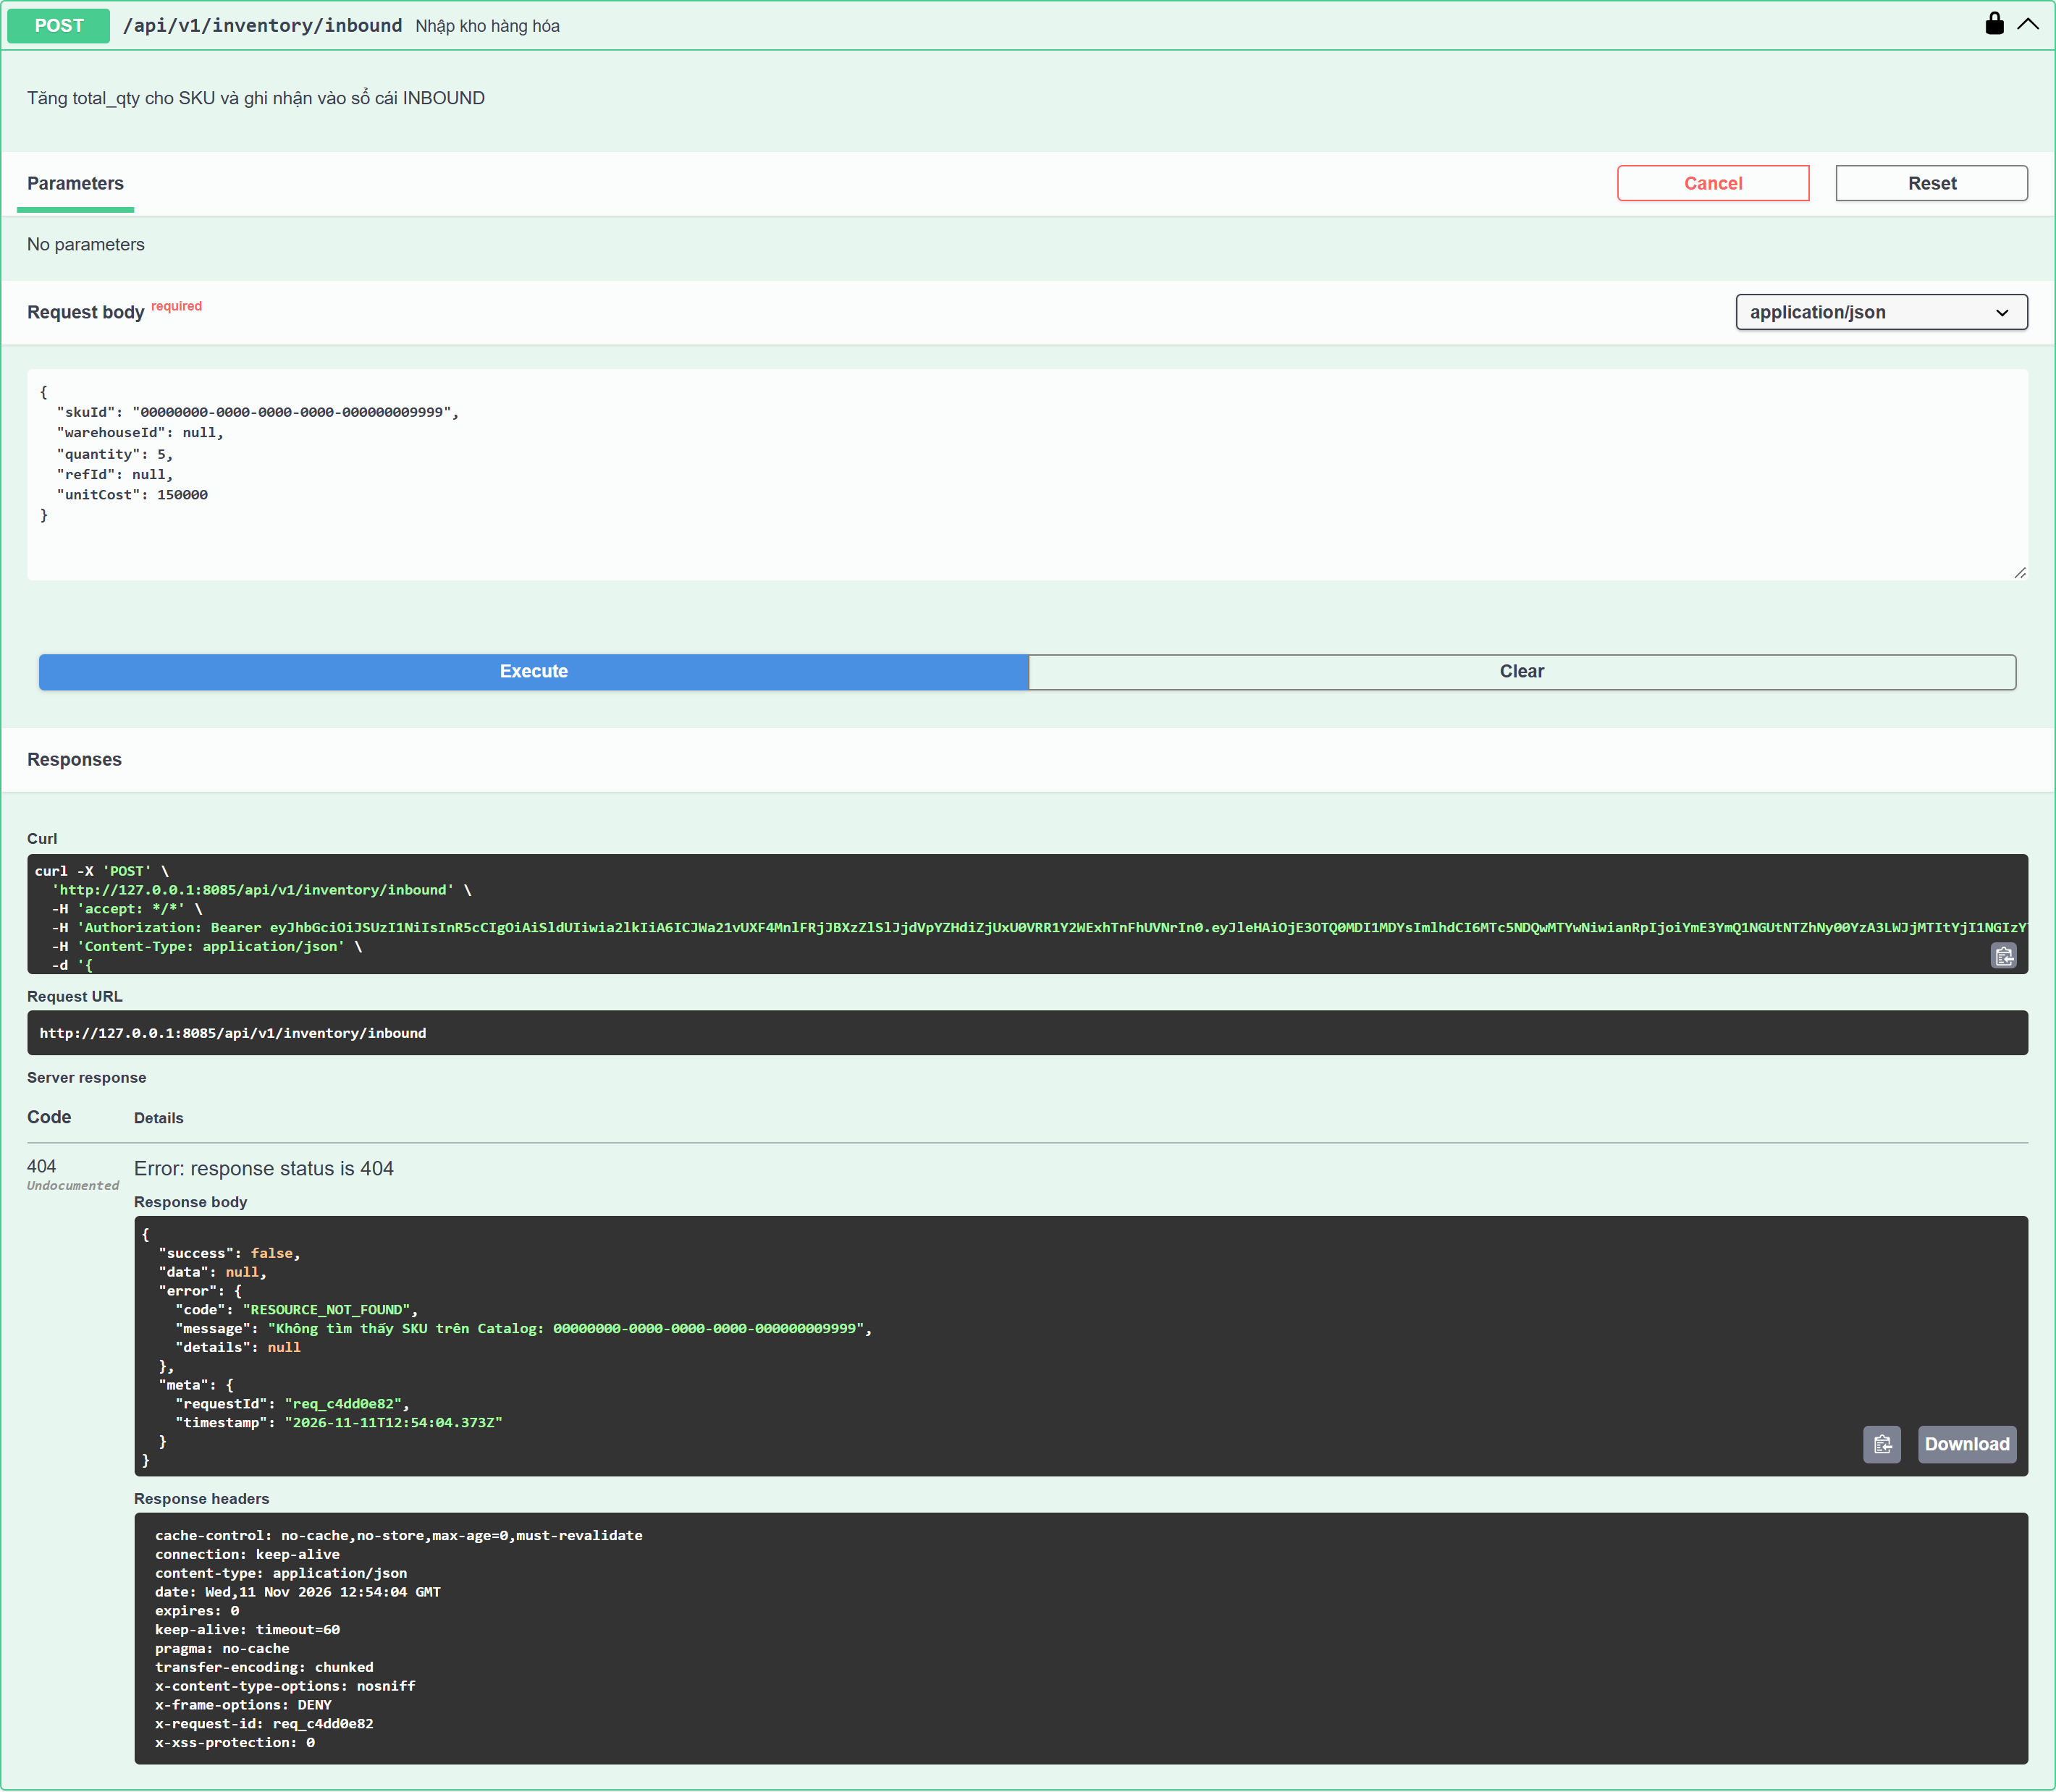 POST /api/v1/inventory/inbound Nhập kho hàng hóa
Tăng total_qty cho SKU và ghi nhận vào sổ cái INBOUND
Parameters
Cancel
Reset
No parameters
Request body required
application/json
{
  "skuId": "00000000-0000-0000-0000-000000009999",
  "warehouseId": null,
  "quantity": 5,
  "refId": null,
  "unitCost": 150000
}
Execute
Clear
Responses
Curl
curl -X 'POST' \
  'http://127.0.0.1:8085/api/v1/inventory/inbound' \
  -H 'accept: */*' \
  -H 'Authorization: Bearer
  -H 'Content-Type: application/json' \
  -d '{
Request URL
http://127.0.0.1:8085/api/v1/inventory/inbound
Server response
Code Details
404 Error: response status is 404
Undocumented
Response body
{
  "success": false,
  "data": null,
  "error": {
    "code": "RESOURCE_NOT_FOUND",
    "message": "Không tìm thấy SKU trên Catalog: 00000000-0000-0000-0000-000000009999",
    "details": null
  },
  "meta": {
    "requestId": "req_c4dd0e82",
    "timestamp": "2026-11-11T12:54:04.373Z"
  }
}
Download
Response headers
cache-control: no-cache,no-store,max-age=0,must-revalidate
connection: keep-alive
content-type: application/json
date: Wed,11 Nov 2026 12:54:04 GMT
expires: 0
keep-alive: timeout=60
pragma: no-cache
transfer-encoding: chunked
x-content-type-options: nosniff
x-frame-options: DENY
x-request-id: req_c4dd0e82
x-xss-protection: 0